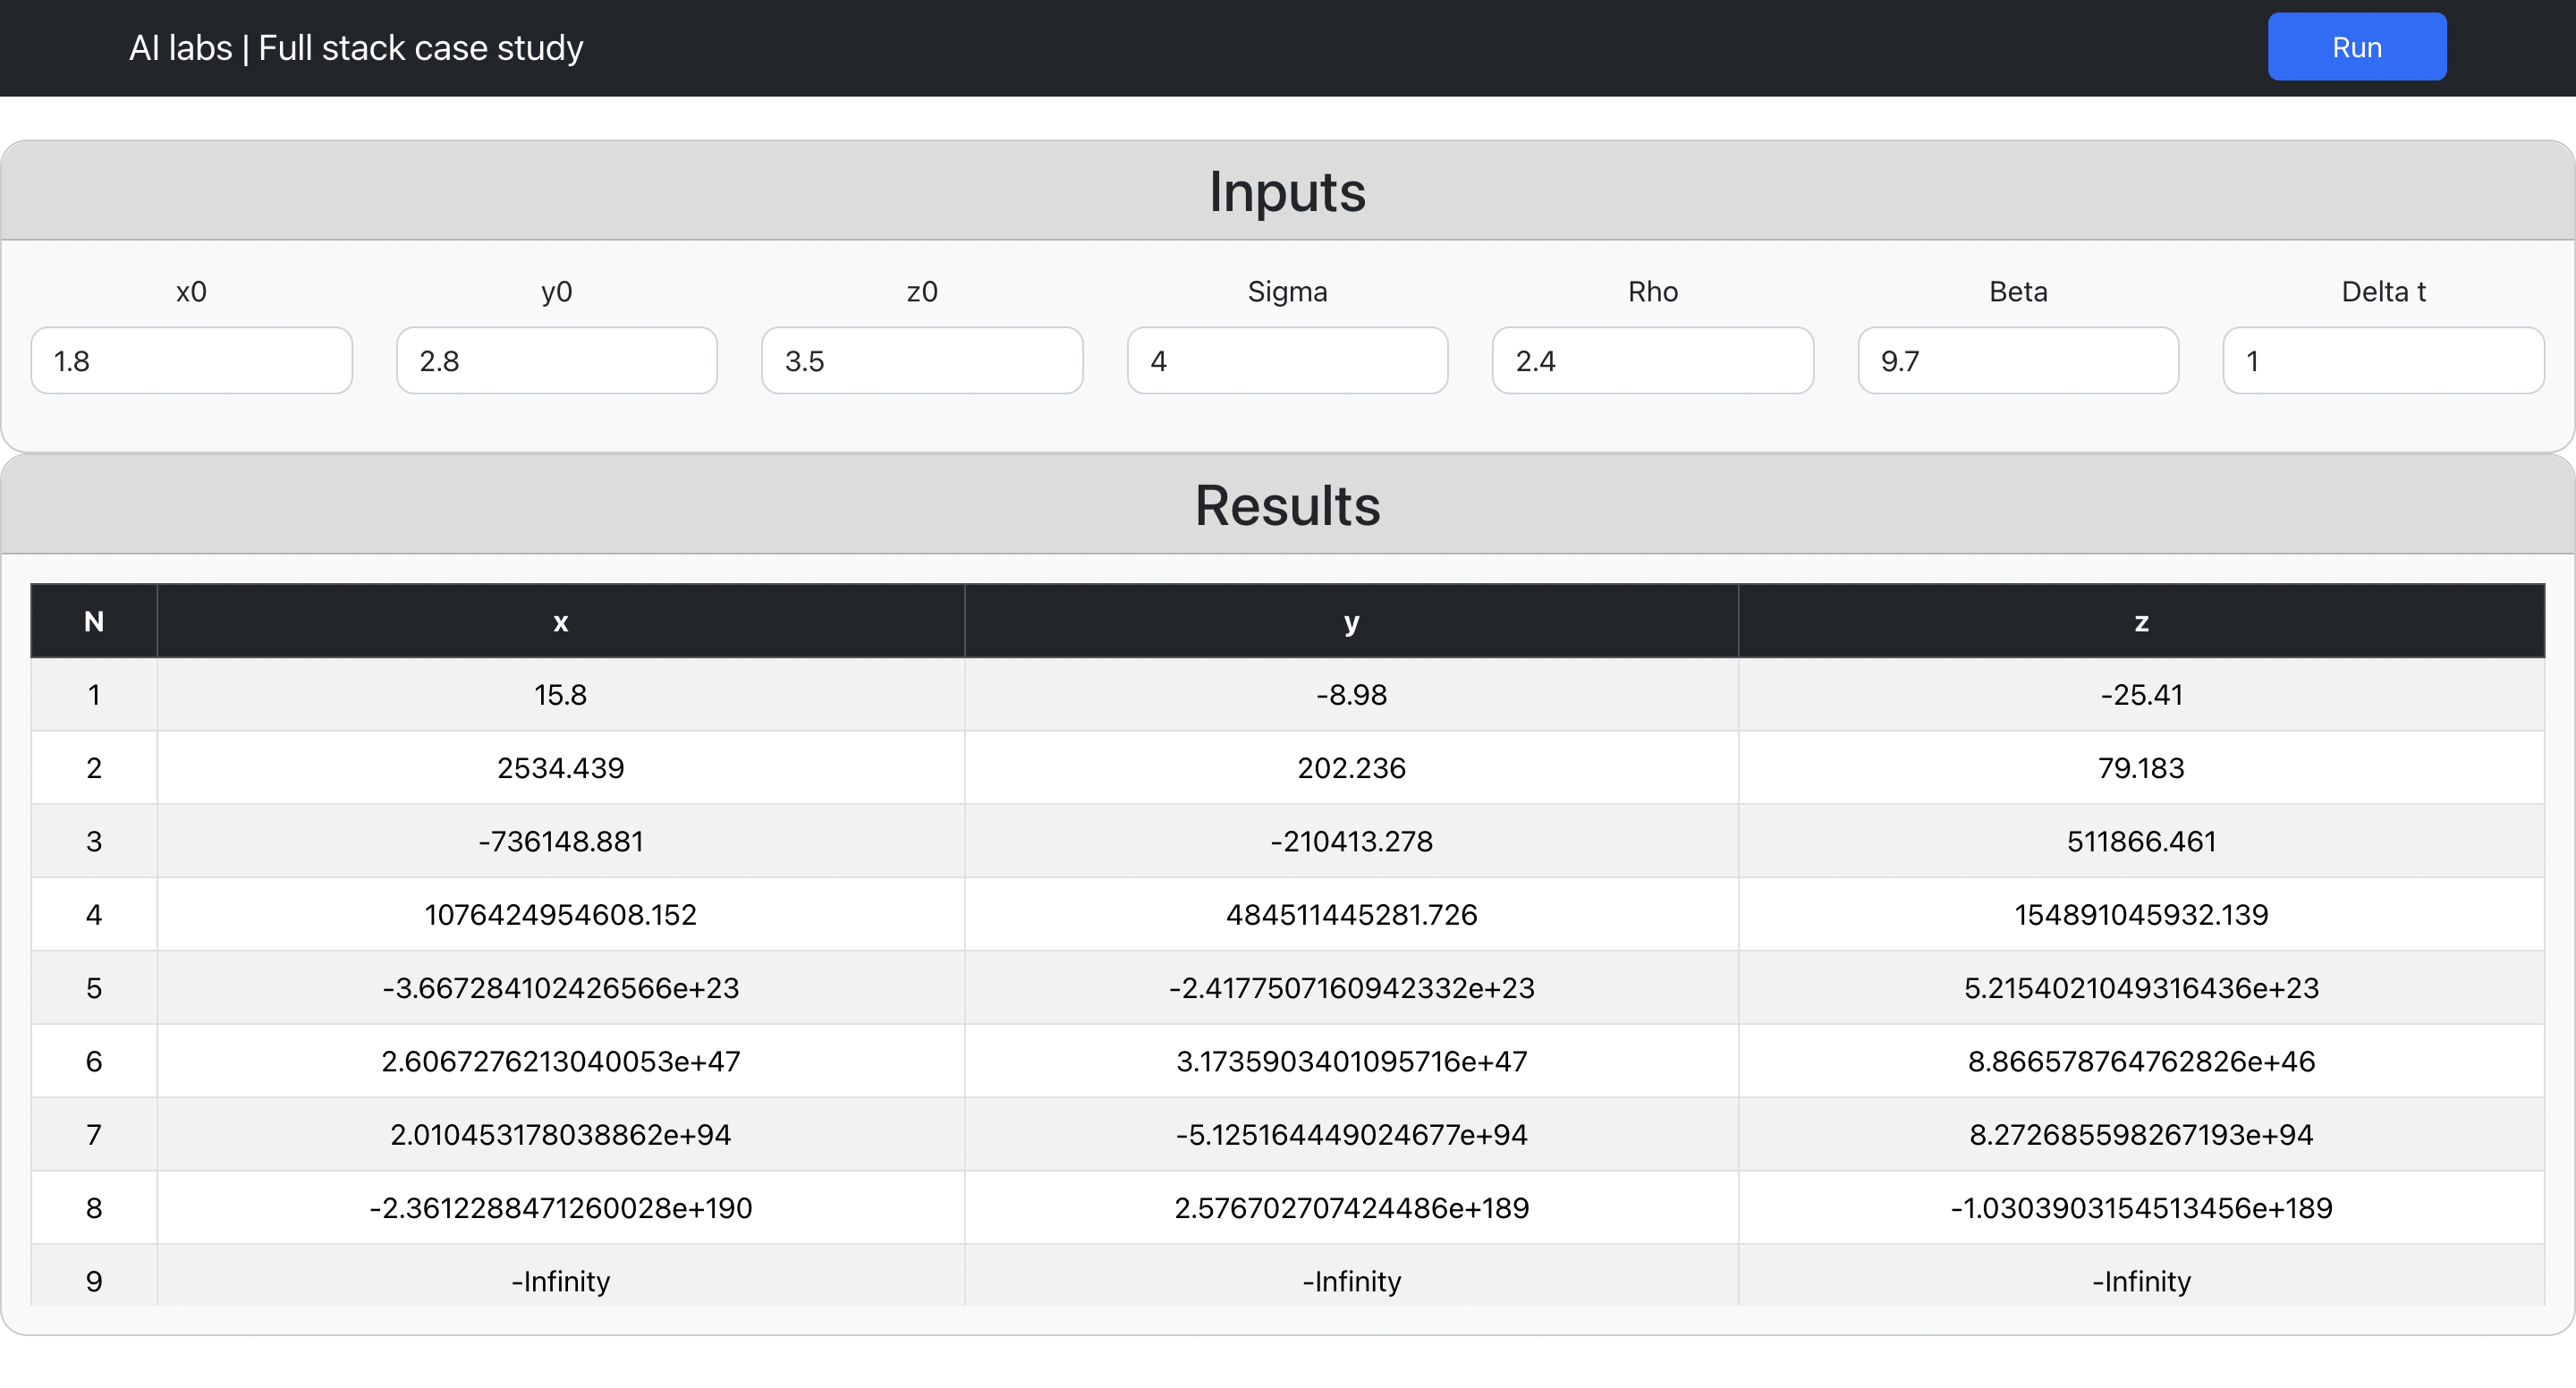 AI labs | Full stack case study
Run
Inputs
x0 y0 z0 Sigma Rho Beta Delta t
1.8 2.8 3.5 4 2.4 9.7 1
Results
N x y z
1 15.8 -8.98 -25.41
2 2534.439 202.236 79.183
3 -736148.881 -210413.278 511866.461
4 1076424954608.152 484511445281.726 154891045932.139
5 -3.667284102426566e+23 -2.4177507160942332e+23 5.2154021049316436e+23
6 2.6067276213040053e+47 3.1735903401095716e+47 8.866578764762826e+46
7 2.010453178038862e+94 -5.125164449024677e+94 8.272685598267193e+94
8 -2.3612288471260028e+190 2.576702707424486e+189 -1.0303903154513456e+189
9 -Infinity -Infinity -Infinity